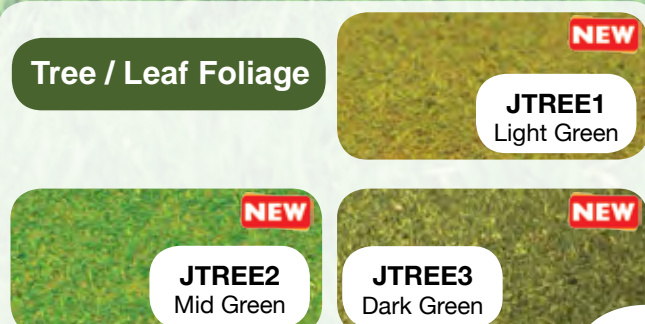 Tree / Leaf Foliage
NEW
JTREE1
Light Green
NEW
JTREE2
Mid Green
NEW
JTREE3
Dark Green